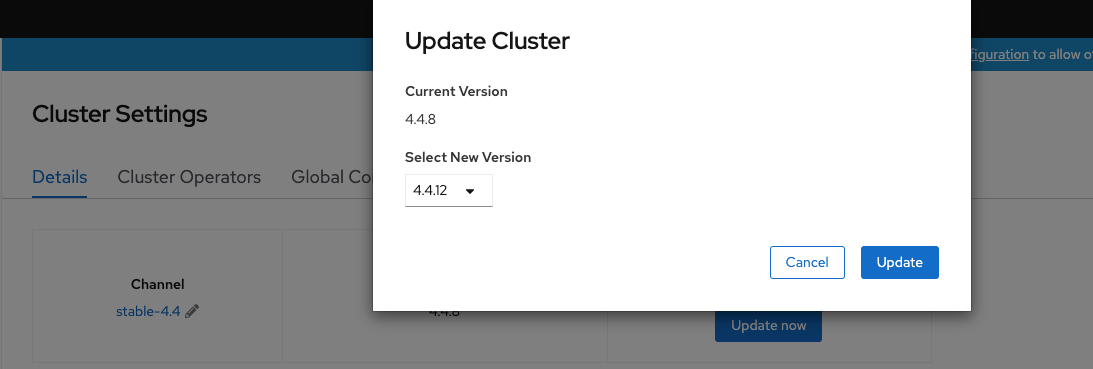 Update Cluster
Current Version
4.4.8
Select New Version
4.4.12
Cancel
Update
figuration to allow o
Cluster Settings
Details
Cluster Operators
Global Co
Channel
stable-4.4
4.4.8
Update now